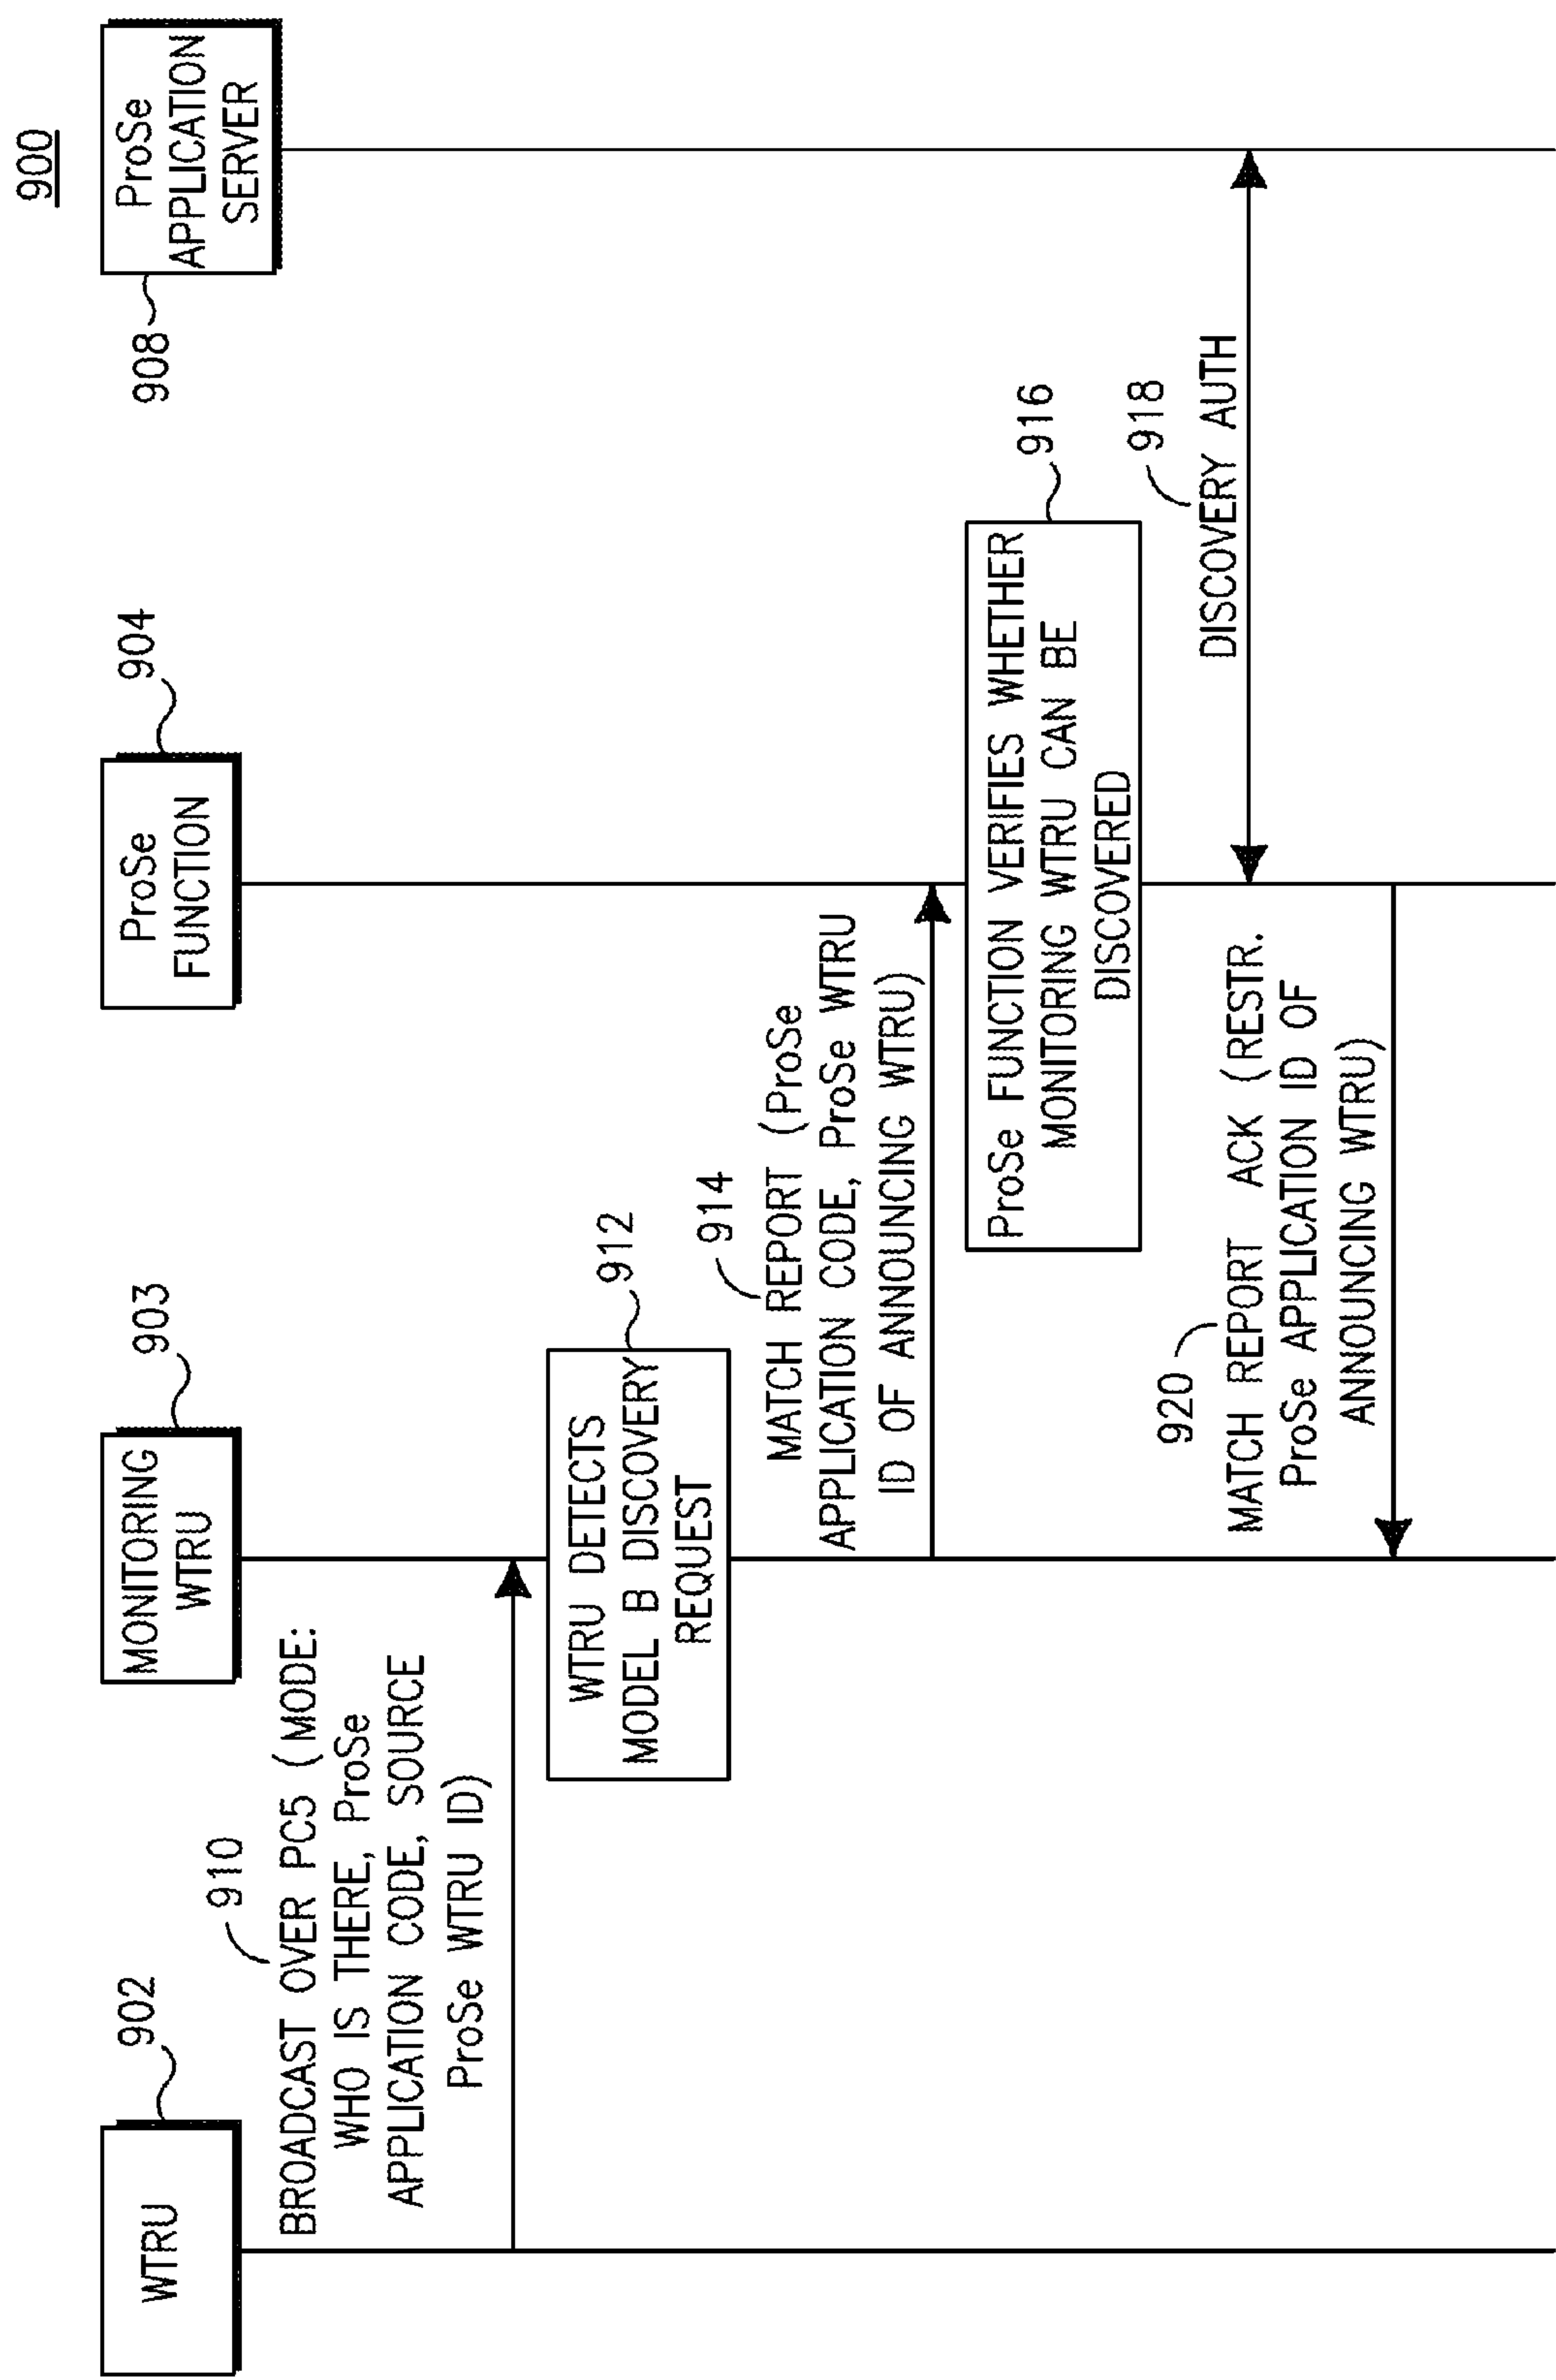 900
WTRU
902
MONITORING
WTRU
903
ProSe
FUNCTION
904
ProSe
APPLICATION
SERVER
908
910
BROADCAST OVER PC5 (MODE:
WHO IS THERE, ProSe
APPLICATION CODE, SOURCE
ProSe WTRU ID)
WTRU DETECTS
MODEL B DISCOVERY
REQUEST
912
914
MATCH REPORT (ProSe
APPLICATION CODE, ProSe WTRU
ID OF ANNOUNCING WTRU)
ProSe FUNCTION VERIFIES WHETHER
MONITORING WTRU CAN BE
DISCOVERED
916
918
DISCOVERY AUTH
920
MATCH REPORT ACK (RESTR.
ProSe APPLICATION ID OF
ANNOUNCING WTRU)